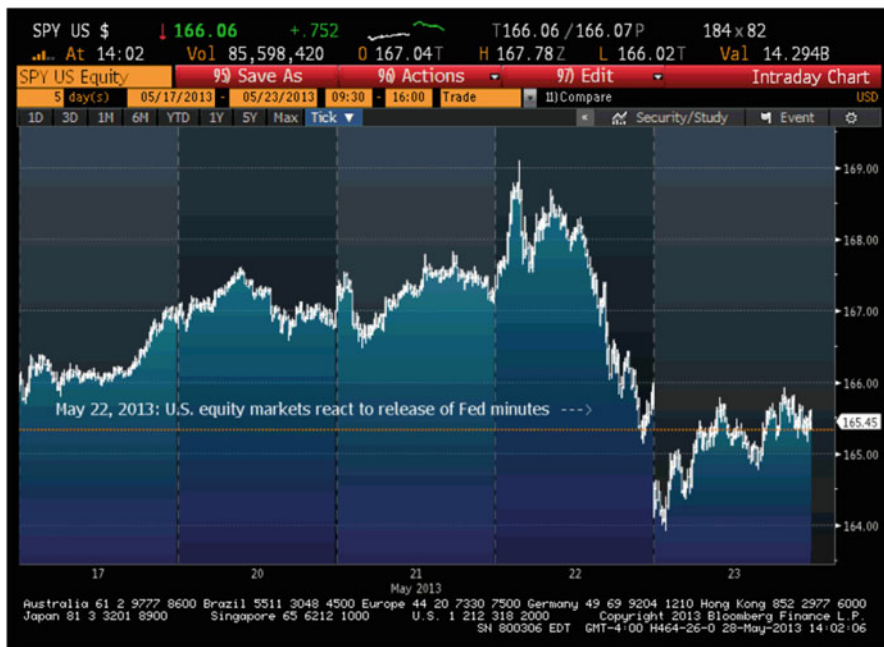 SPY US $ ↓ 166.06 +.752 T166.06 /166.07P 184 x 82
At 14:02 Vol 85,598,420 O 167.04T H 167.78Z L 166.02T Val 14.294B
SPY US Equity 95) Save As 96) Actions 97) Edit Intraday Chart
5 day(s) 05/17/2013 - 05/23/2013 09:30 - 16:00 Trade 11) Compare USD
1D 3D 1M 6M YTD 1Y 5Y Max Tick ▼ « Security/Study Event
169.00
168.00
167.00
166.00
May 22, 2013: U.S. equity markets react to release of Fed minutes --->
165.45
165.00
164.00
17 20 21 22 23
May 2013
Australia 61 2 9777 8600 Brazil 5511 3048 4500 Europe 44 20 7330 7500 Germany 49 69 9204 1210 Hong Kong 852 2977 6000
Japan 81 3 3201 8900 Singapore 65 6212 1000 U.S. 1 212 318 2000 Copyright 2013 Bloomberg Finance L.P.
SN 800306 EDT GMT-4:00 H464-26-0 28-May-2013 14:02:06